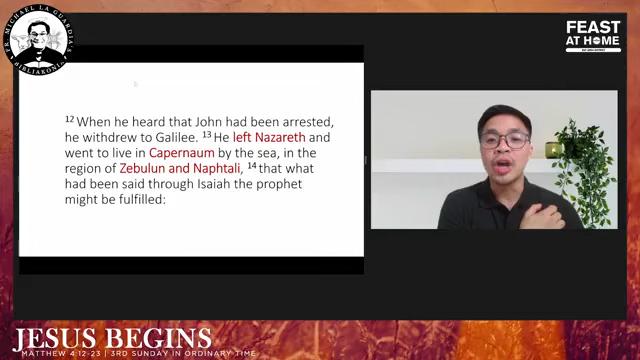 FR. MICHAEL LA GUARDIA'S
BIBLIAKONIA
FEAST
AT HOME
¹² When he heard that John had been arrested,
he withdrew to Galilee. ¹³ He left Nazareth and
went to live in Capernaum by the sea, in the
region of Zebulun and Naphtali, ¹⁴ that what
had been said through Isaiah the prophet
might be fulfilled:
JESUS BEGINS
MATTHEW 4:12-23 | 3RD SUNDAY IN ORDINARY TIME